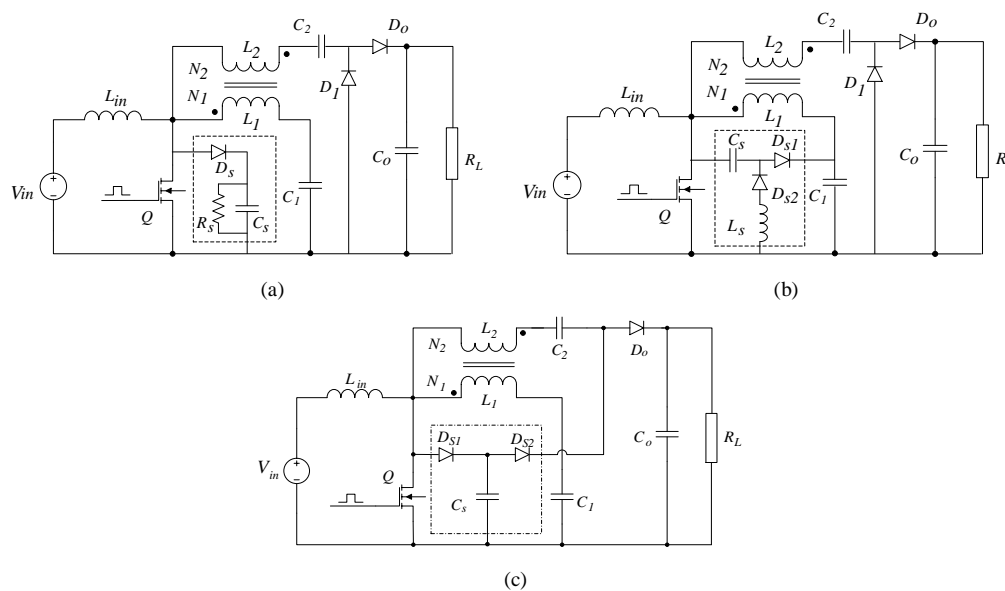 C2 Do
L2
N2
D1
N1
Lin
L1
Co RL
Ds
Vin
C1
Q Rs Cs
(a)
C2 Do
L2
N2
D1
N1
Lin
L1
Cs Ds1
Co R
Vin
Ds2 C1
Q
Ls
(b)
L2
N2 C2 Do
N1
Lin
L1
DS1 DS2
Co RL
Vin
Q
Cs C1
(c)